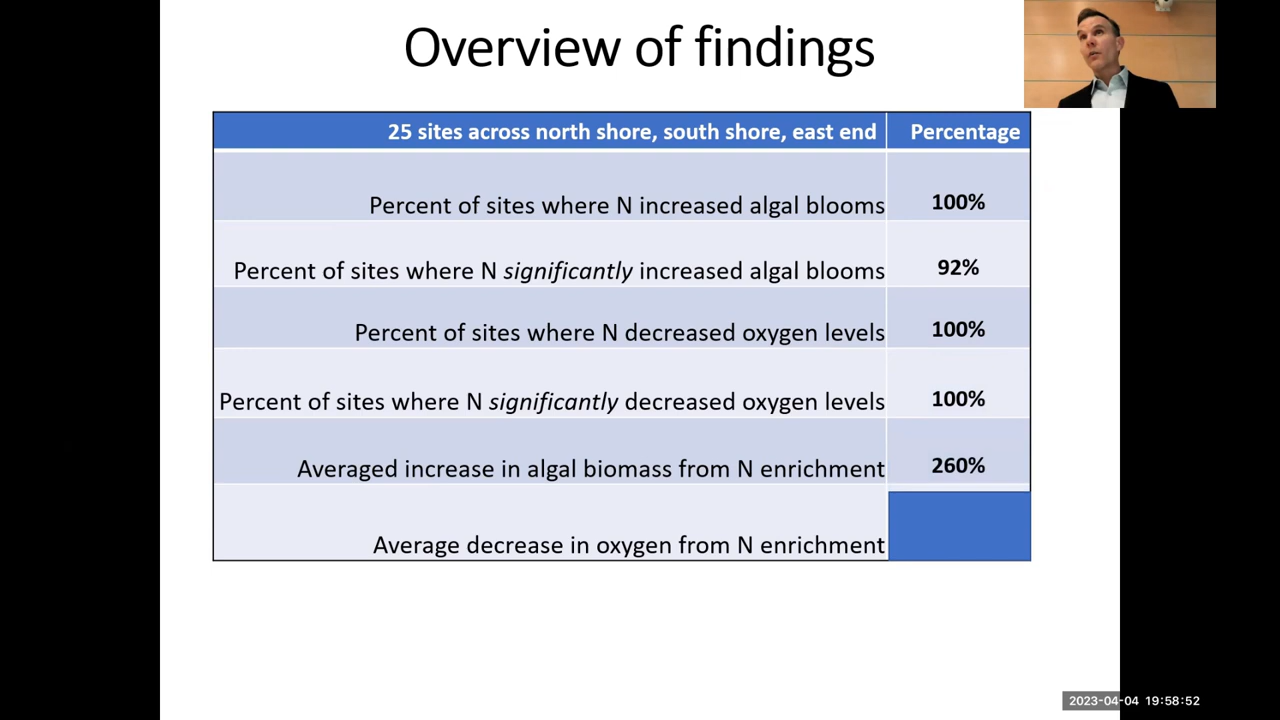 Overview of findings
25 sites across north shore, south shore, east end Percentage
Percent of sites where N increased algal blooms 100%
Percent of sites where N significantly increased algal blooms 92%
Percent of sites where N decreased oxygen levels 100%
Percent of sites where N significantly decreased oxygen levels 100%
Averaged increase in algal biomass from N enrichment 260%
Average decrease in oxygen from N enrichment
2023-04-04 19:58:52